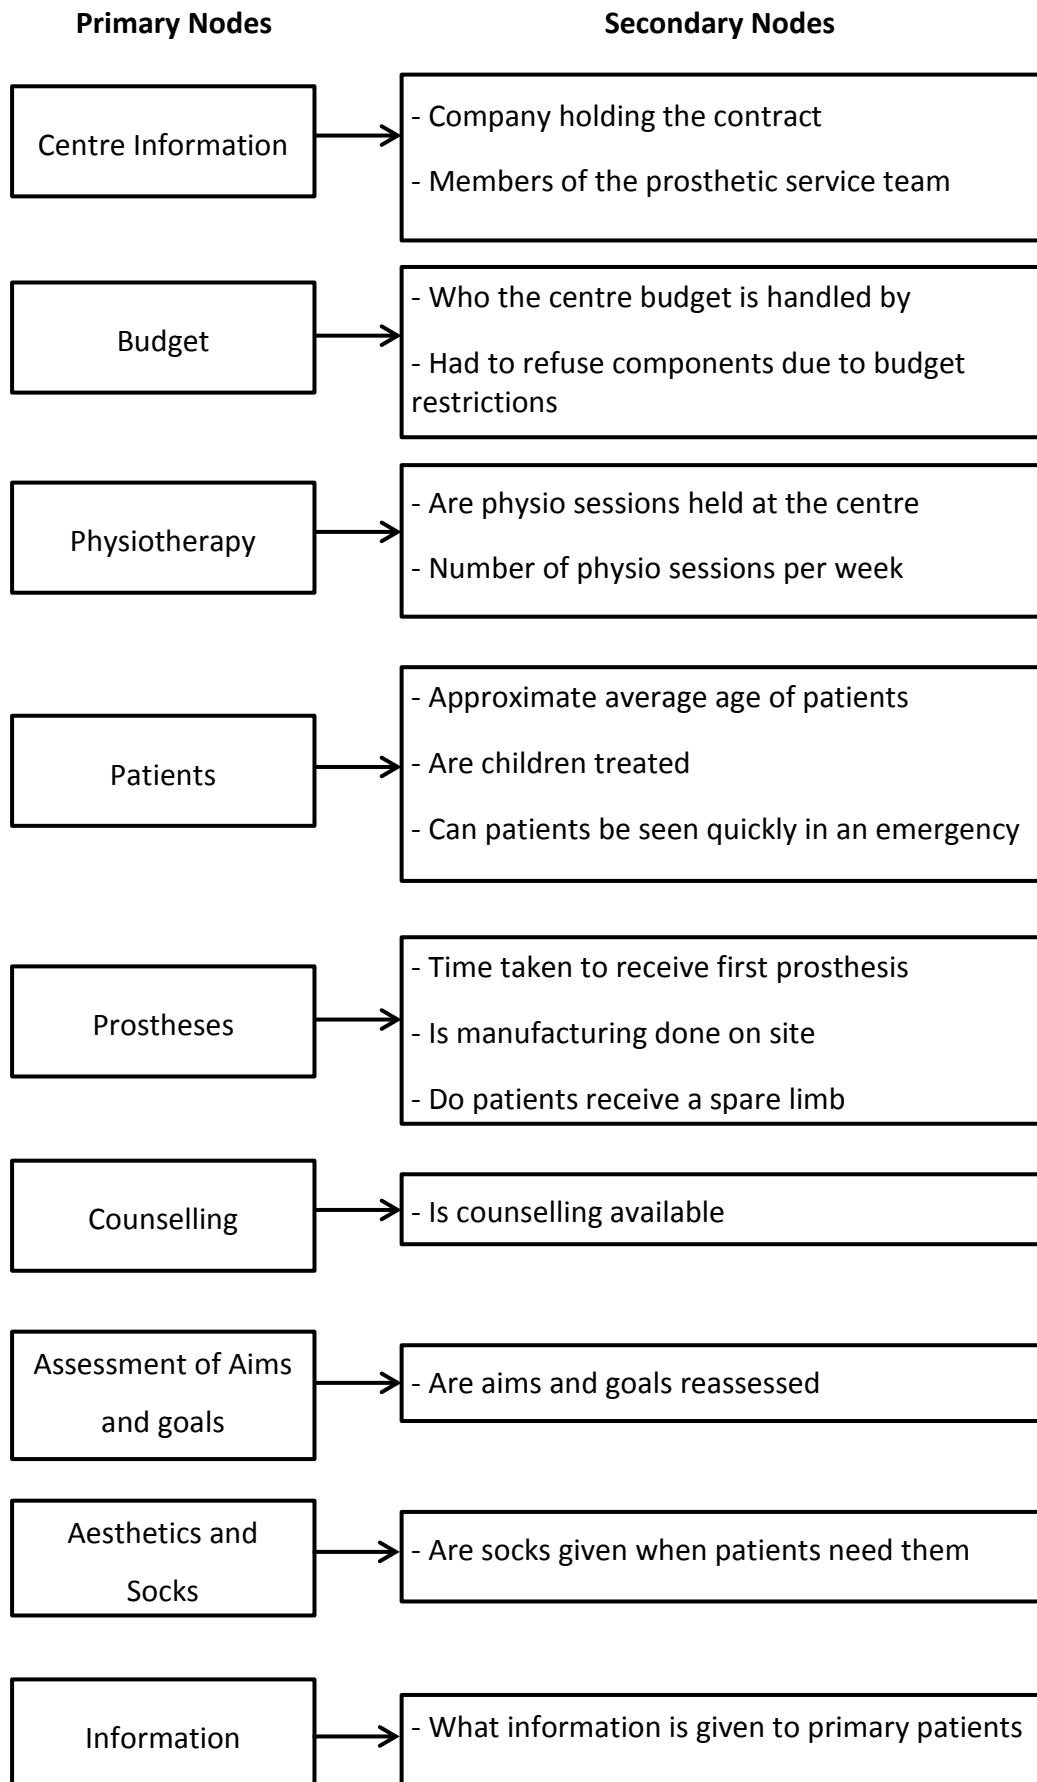 Primary Nodes
Secondary Nodes
Centre Information
- Company holding the contract
- Members of the prosthetic service team
Budget
- Who the centre budget is handled by
- Had to refuse components due to budget
restrictions
Physiotherapy
- Are physio sessions held at the centre
- Number of physio sessions per week
Patients
- Approximate average age of patients
- Are children treated
- Can patients be seen quickly in an emergency
Prostheses
- Time taken to receive first prosthesis
- Is manufacturing done on site
- Do patients receive a spare limb
Counselling
- Is counselling available
Assessment of Aims
and goals
- Are aims and goals reassessed
Aesthetics and
Socks
- Are socks given when patients need them
Information
- What information is given to primary patients